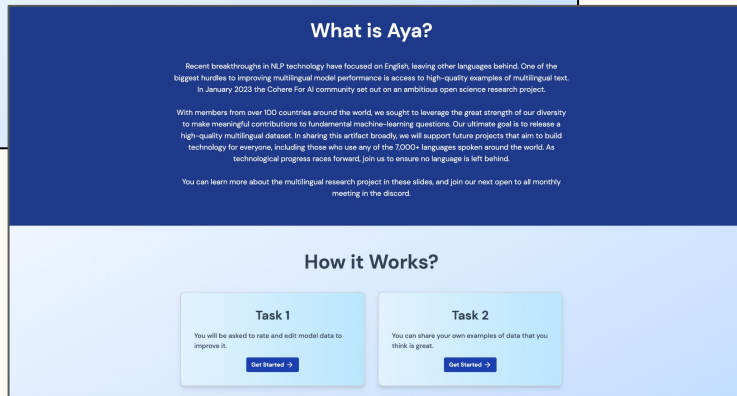 What is Aya?
Recent breakthroughs in NLP technology have focused on English, leaving other languages behind. One of the
biggest hurdles to improving multilingual model performance is access to high-quality examples of multilingual text.
In January 2023 the Cohere For AI community set out on an ambitious open science research project.
With members from over 100 countries around the world, we sought to leverage the great strength of our diversity
to make meaningful contributions to fundamental machine-learning questions. Our ultimate goal is to release a
high-quality multilingual dataset. In sharing this artifact broadly, we will support future projects that aim to build
technology for everyone, including those who use any of the 7,000+ languages spoken around the world. As
technological progress races forward, join us to ensure no language is left behind.
You can learn more about the multilingual research project in these slides, and join our next open to all monthly
meeting in the discord.
How it Works?
Task 1
You will be asked to rate and edit model data to
improve it.
Get Started →
Task 2
You can share your own examples of data that you
think is great.
Get Started →